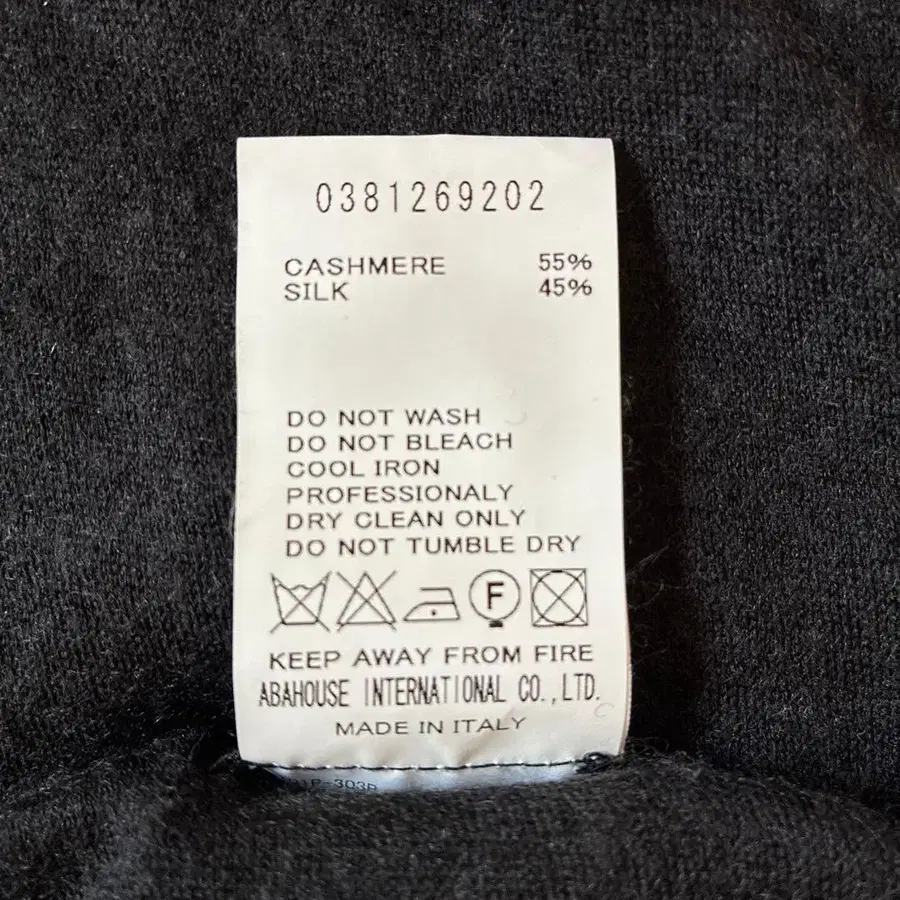 0381269202
CASHMERE 55%
SILK 45%
DO NOT WASH
DO NOT BLEACH
COOL IRON
PROFESSIONALY
DRY CLEAN ONLY
DO NOT TUMBLE DRY
F
KEEP AWAY FROM FIRE
ABAHOUSE INTERNATIONAL CO.,LTD.
MADE IN ITALY